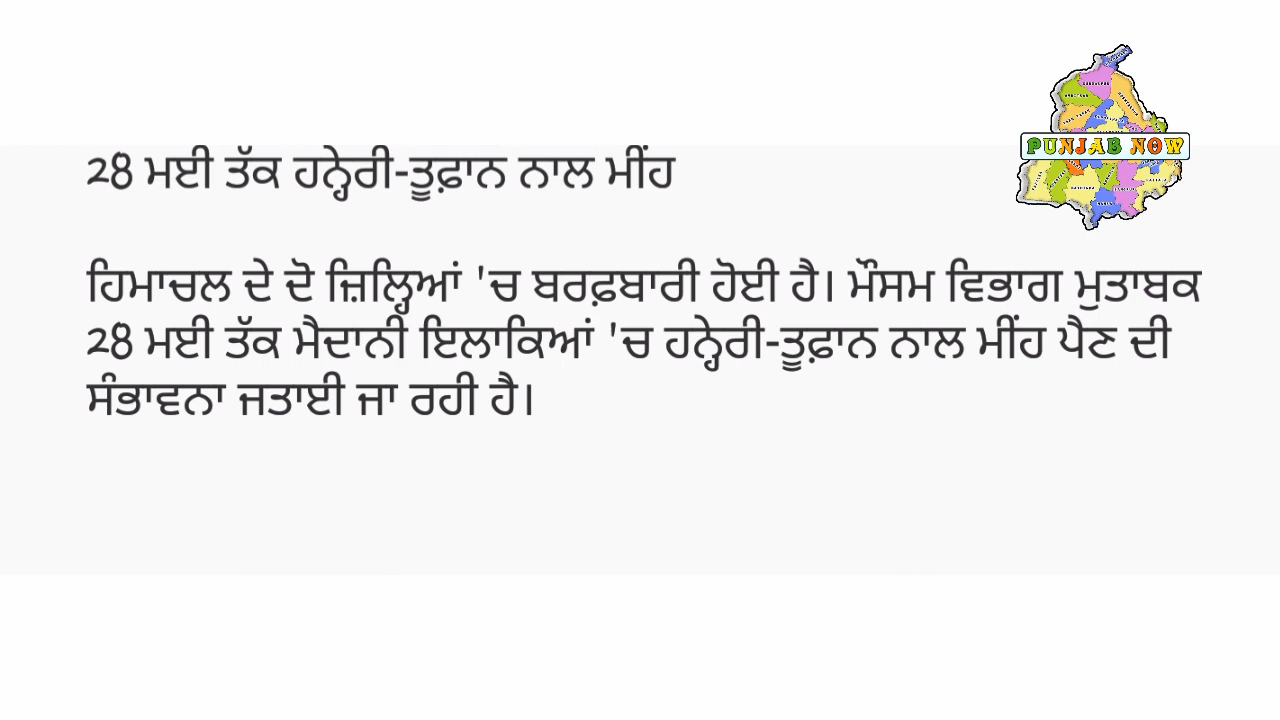 PUNJAB NOW
28 ਮਈ ਤੱਕ ਹਨ੍ਹੇਰੀ-ਤੂਫ਼ਾਨ ਨਾਲ ਮੀਂਹ
ਹਿਮਾਚਲ ਦੇ ਦੋ ਜ਼ਿਲ੍ਹਿਆਂ 'ਚ ਬਰਫ਼ਬਾਰੀ ਹੋਈ ਹੈ। ਮੌਸਮ ਵਿਭਾਗ ਮੁਤਾਬਕ
28 ਮਈ ਤੱਕ ਮੈਦਾਨੀ ਇਲਾਕਿਆਂ 'ਚ ਹਨ੍ਹੇਰੀ-ਤੂਫ਼ਾਨ ਨਾਲ ਮੀਂਹ ਪੈਣ ਦੀ
ਸੰਭਾਵਨਾ ਜਤਾਈ ਜਾ ਰਹੀ ਹੈ।